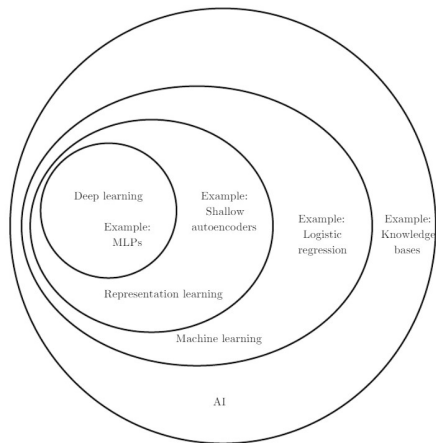 Deep learning
Example:
MLPs
Example:
Shallow
autoencoders
Example:
Logistic
regression
Example:
Knowledge
bases
Representation learning
Machine learning
AI